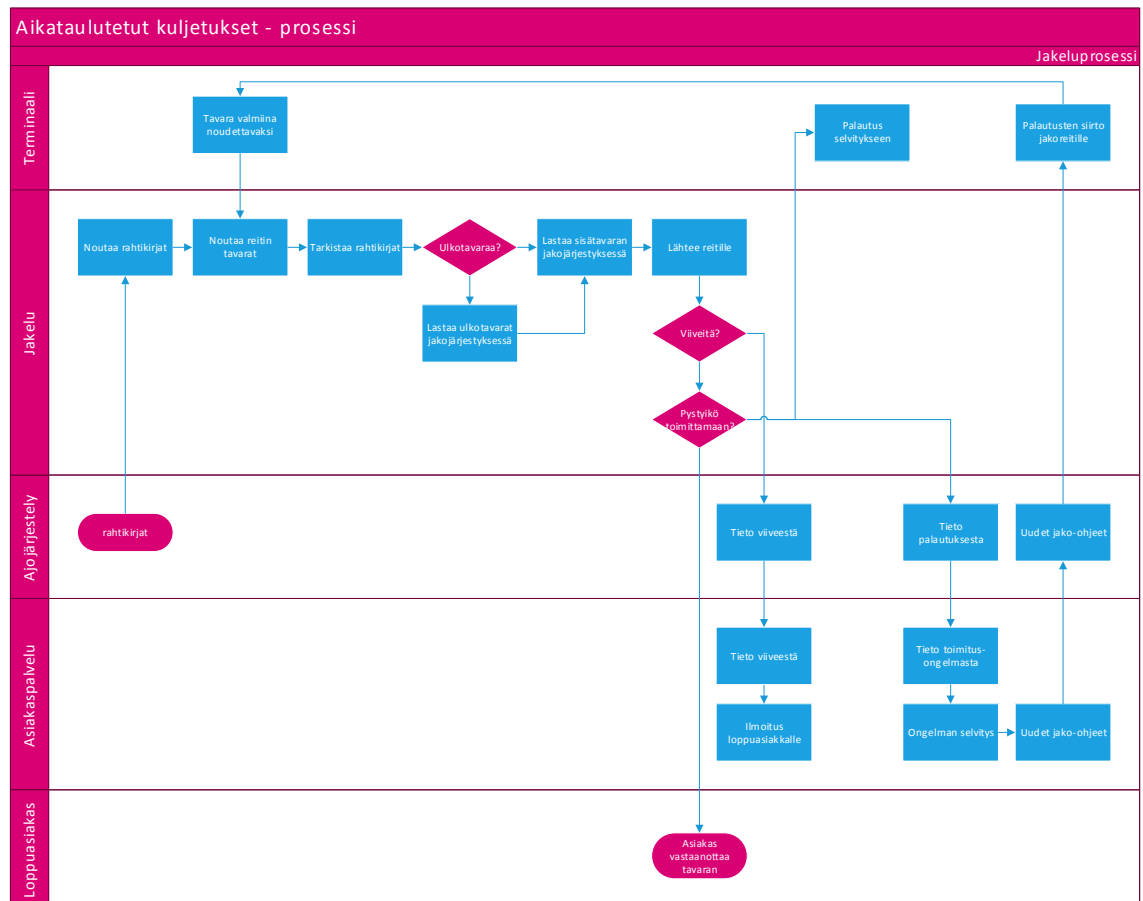 Aikataulutetut kuljetukset - prosessi
Jakeluprosessi
Terminaali
Tavara valmiina
noudettavaksi
Palautus
selvitykseen
Palautusten siirto
jakoreitille
Jakelu
Noutaa rahtikirjat
Noutaa reitin
tavarat
Tarkistaa rahtikirjat
Ulkotavaraa?
Lastaa sisätavaran
jakojärjestyksessä
Lähtee reitille
Lastaa ulkotavarat
jakojärjestyksessä
Viiveitä?
Pystyikö
toimittamaan?
Ajojärjestely
rahtikirjat
Tieto viiveestä
Tieto
palautuksesta
Uudet jako-ohjeet
Asiakaspalvelu
Tieto viiveestä
Tieto toimitus-
ongelmasta
Ilmoitus
loppuasiakkalle
Ongelman selvitys
Uudet jako-ohjeet
Loppuasiakas
Asiakas
vastaanottaa
tavaran